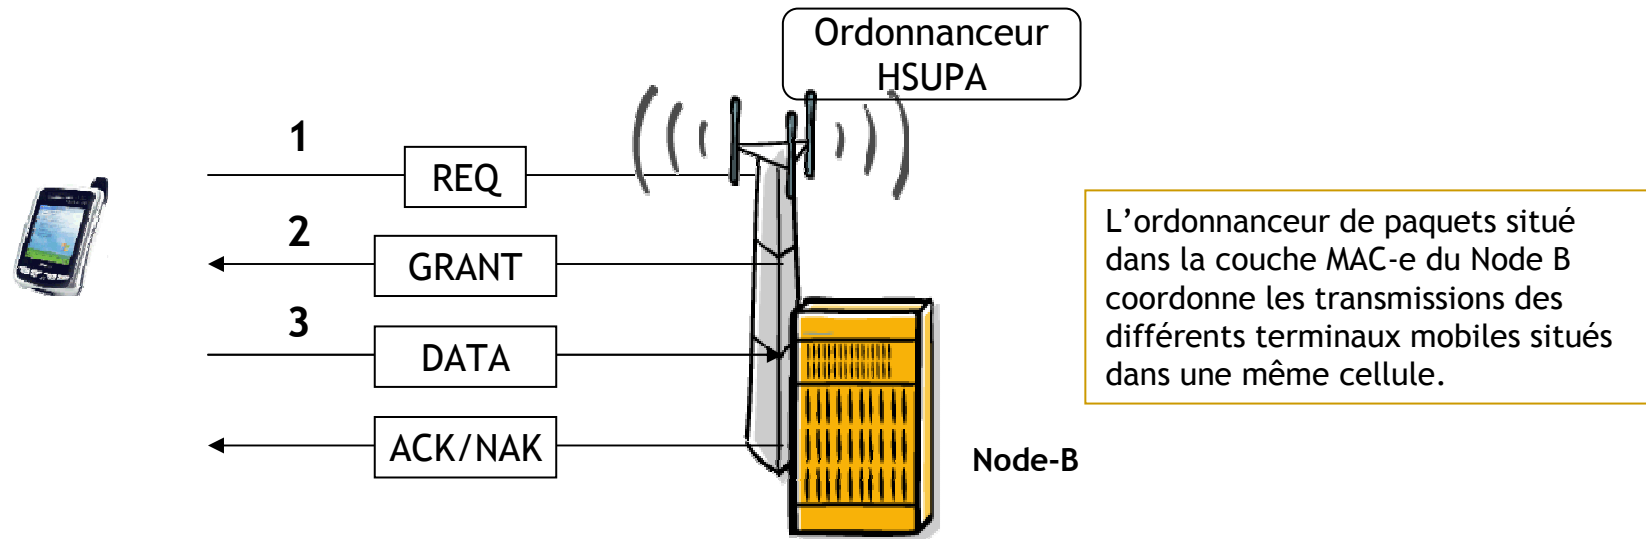 Ordonnanceur
HSUPA
1
REQ
2
GRANT
3
DATA
ACK/NAK
Node-B
L’ordonnanceur de paquets situé
dans la couche MAC-e du Node B
coordonne les transmissions des
différents terminaux mobiles situés
dans une même cellule.